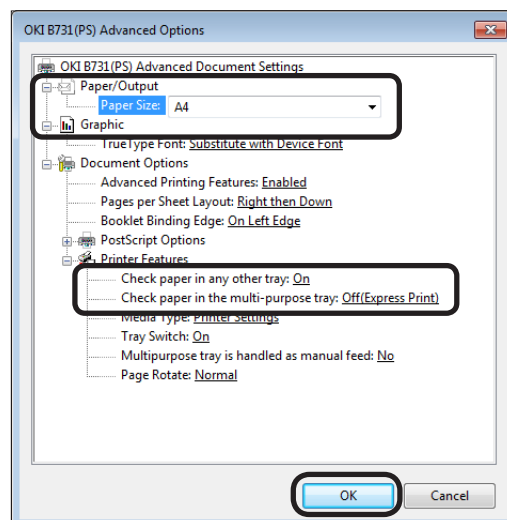 OKI B731(PS) Advanced Options
OKI B731(PS) Advanced Document Settings
Paper/Output
Paper Size: A4
Graphic
TrueType Font: Substitute with Device Font
Document Options
Advanced Printing Features: Enabled
Pages per Sheet Layout: Right then Down
Booklet Binding Edge: On Left Edge
PostScript Options
Printer Features
Check paper in any other tray: On
Check paper in the multi-purpose tray: Off(Express Print)
Media Type: Printer Settings
Tray Switch: On
Multipurpose tray is handled as manual feed: No
Page Rotate: Normal
OK Cancel